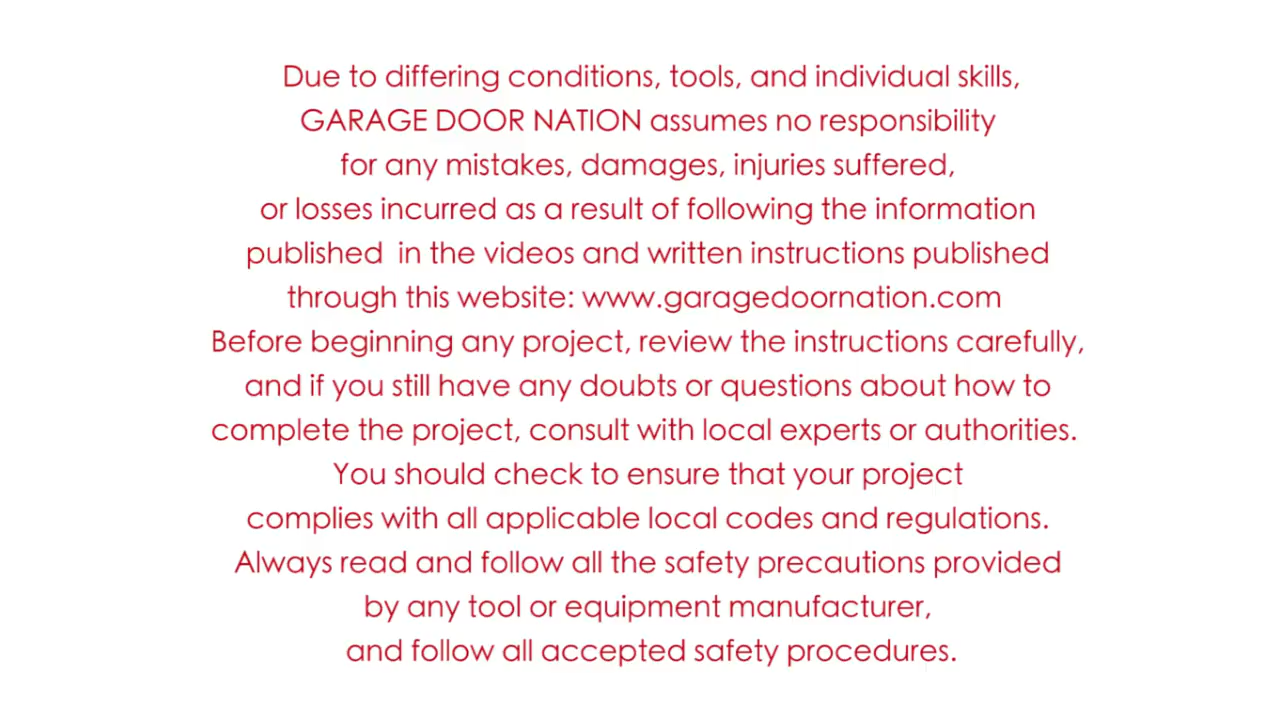 Due to differing conditions, tools, and individual skills,
GARAGE DOOR NATION assumes no responsibility
for any mistakes, damages, injuries suffered,
or losses incurred as a result of following the information
published  in the videos and written instructions published
through this website: www.garagedoornation.com
Before beginning any project, review the instructions carefully,
and if you still have any doubts or questions about how to
complete the project, consult with local experts or authorities.
You should check to ensure that your project
complies with all applicable local codes and regulations.
Always read and follow all the safety precautions provided
by any tool or equipment manufacturer,
and follow all accepted safety procedures.